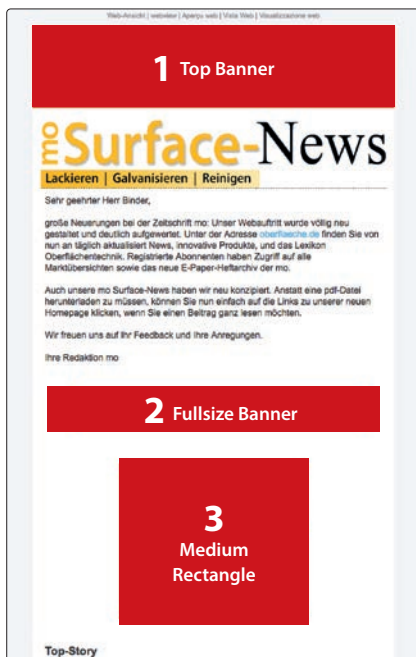 Web-Ansicht | webview | Aperçu web | Vista Web | Visualizzazione web
1 Top Banner
mo Surface-News
Lackieren | Galvanisieren | Reinigen
Sehr geehrter Herr Binder,
große Neuerungen bei der Zeitschrift mo: Unser Webauftritt wurde völlig neu
gestaltet und deutlich aufgewertet. Unter der Adresse oberflaeche.de finden Sie von
nun an täglich aktualisiert News, innovative Produkte, und das Lexikon
Oberflächentechnik. Registrierte Abonnenten haben Zugriff auf alle
Marktübersichten sowie das neue E-Paper-Heftarchiv der mo.
Auch unsere mo Surface-News haben wir neu konzipiert. Anstatt eine pdf-Datei
herunterladen zu müssen, können Sie nun einfach auf die Links zu unserer neuen
Homepage klicken, wenn Sie einen Beitrag ganz lesen möchten.
Wir freuen uns auf Ihr Feedback und Ihre Anregungen.
Ihre Redaktion mo
2 Fullsize Banner
3
Medium
Rectangle
Top-Story